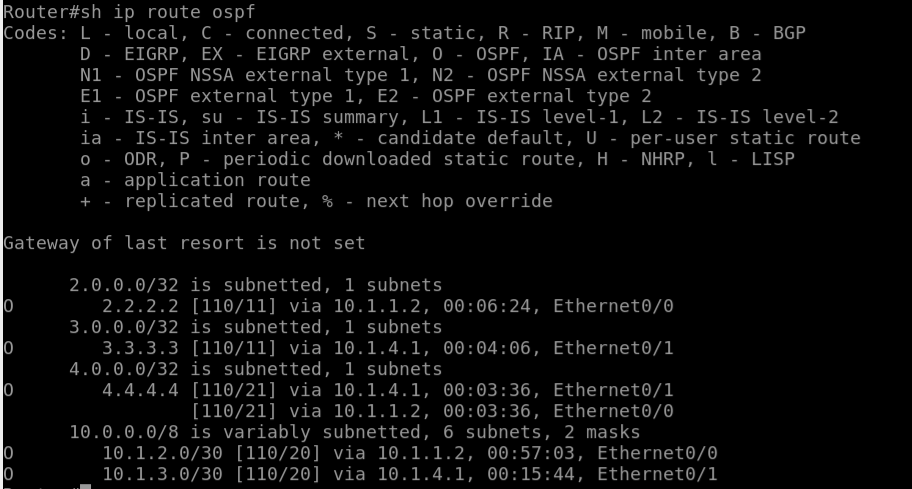 Router#sh ip route ospf
Codes: L - local, C - connected, S - static, R - RIP, M - mobile, B - BGP
       D - EIGRP, EX - EIGRP external, O - OSPF, IA - OSPF inter area
       N1 - OSPF NSSA external type 1, N2 - OSPF NSSA external type 2
       E1 - OSPF external type 1, E2 - OSPF external type 2
       i - IS-IS, su - IS-IS summary, L1 - IS-IS level-1, L2 - IS-IS level-2
       ia - IS-IS inter area, * - candidate default, U - per-user static route
       o - ODR, P - periodic downloaded static route, H - NHRP, l - LISP
       a - application route
       + - replicated route, % - next hop override

Gateway of last resort is not set

      2.0.0.0/32 is subnetted, 1 subnets
O        2.2.2.2 [110/11] via 10.1.1.2, 00:06:24, Ethernet0/0
      3.0.0.0/32 is subnetted, 1 subnets
O        3.3.3.3 [110/11] via 10.1.4.1, 00:04:06, Ethernet0/1
      4.0.0.0/32 is subnetted, 1 subnets
O        4.4.4.4 [110/21] via 10.1.4.1, 00:03:36, Ethernet0/1
                 [110/21] via 10.1.1.2, 00:03:36, Ethernet0/0
      10.0.0.0/8 is variably subnetted, 6 subnets, 2 masks
O        10.1.2.0/30 [110/20] via 10.1.1.2, 00:57:03, Ethernet0/0
O        10.1.3.0/30 [110/20] via 10.1.4.1, 00:15:44, Ethernet0/1